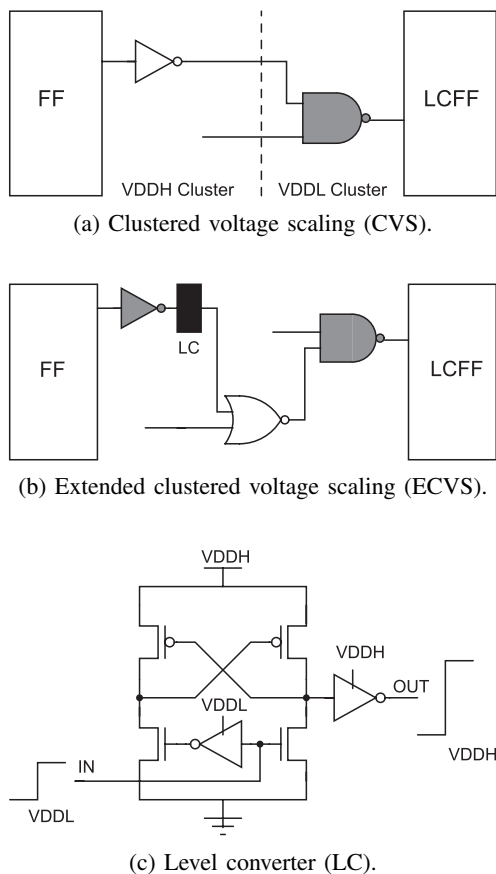 FF
LCFF
VDDH Cluster
VDDL Cluster
(a) Clustered voltage scaling (CVS).
FF
LC
LCFF
(b) Extended clustered voltage scaling (ECVS).
VDDH
VDDH
OUT
VDDL
VDDH
IN
VDDL
(c) Level converter (LC).